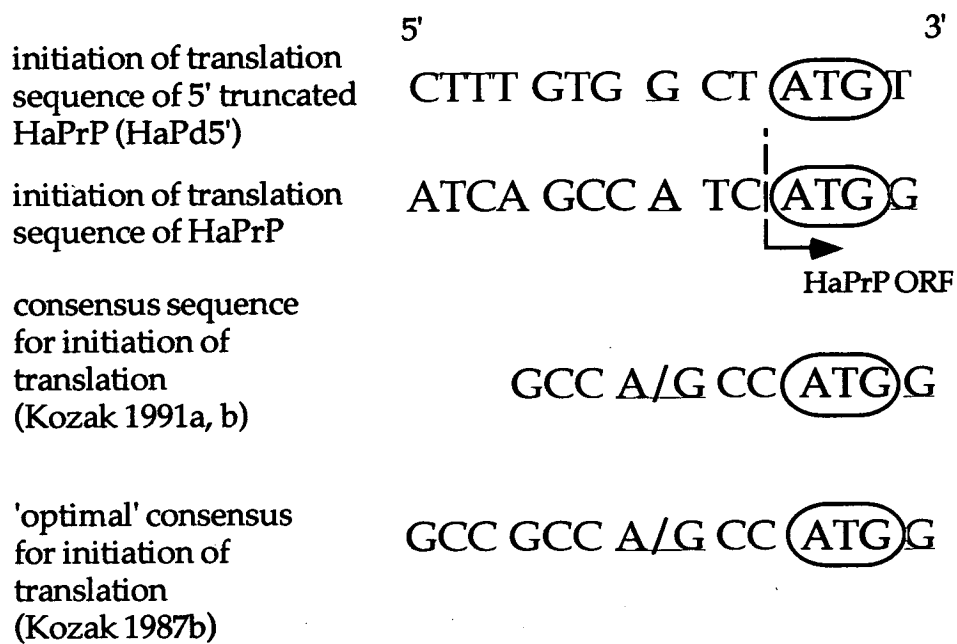 5' 3'
initiation of translation
sequence of 5' truncated
HaPrP (HaPd5')
CTTT GTG G CT ATG T
initiation of translation
sequence of HaPrP
ATCA GCC A TC ATG G
HaPrP ORF
consensus sequence
for initiation of
translation
(Kozak 1991a, b)
GCC A/G CC ATG G
'optimal' consensus
for initiation of
translation
(Kozak 1987b)
GCC GCC A/G CC ATG G